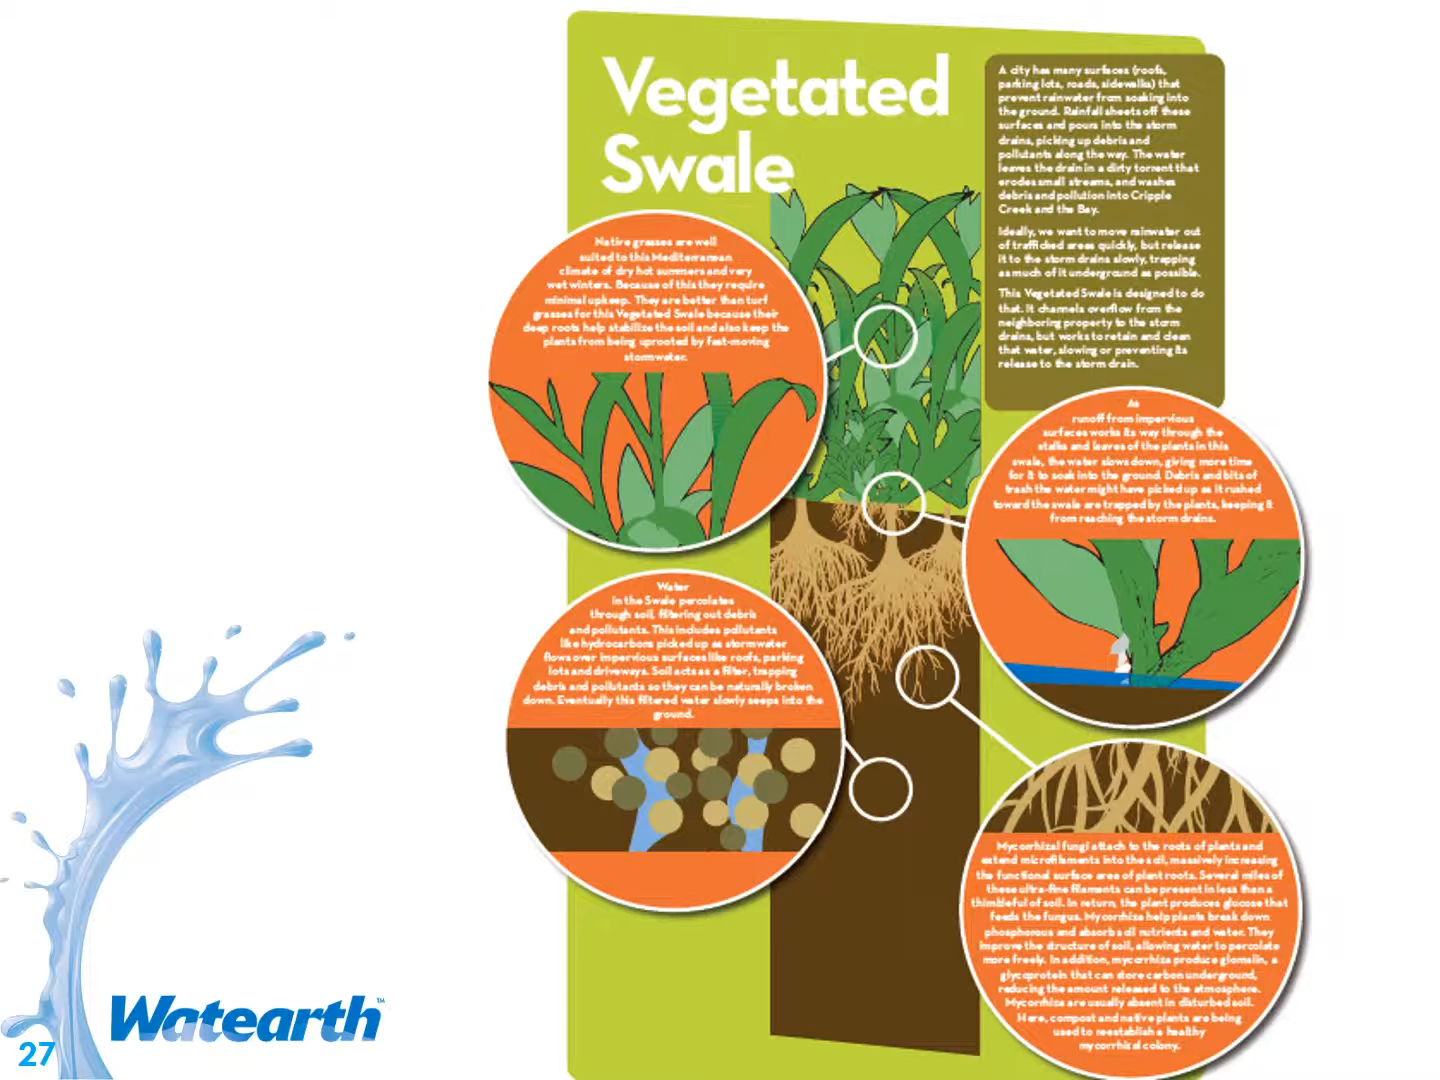 Vegetated
Swale
A city has many surfaces (roofs,
parking lots, roads, sidewalks) that
prevent rainwater from soaking into
the ground. Rainfall sheets off these
surfaces and pours into the storm
drains, picking up debris and
pollutants along the way. The water
leaves the drain in a dirty torrent that
erodes small streams, and washes
debris and pollution into Cripple
Creek and the Bay.
Ideally, we want to move rainwater out
of trafficked areas quickly, but release
it to the storm drains slowly, trapping
as much of it underground as possible.
This Vegetated Swale is designed to do
that. It channels overflow from the
neighboring property to the storm
drains, but works to retain and clean
that water, slowing or preventing its
release to the storm drain.
Native grasses are well
suited to this Mediterranean
climate of dry hot summers and very
wet winters. Because of this they require
minimal upkeep. They are better than turf
grasses for this Vegetated Swale because their
deep roots help stabilize the soil and also keep the
plants from being uprooted by fast-moving
stormwater.
As
runoff from impervious
surfaces works its way through the
stalks and leaves of the plants in this
swale, the water slows down, giving more time
for it to soak into the ground. Debris and bits of
trash the water might have picked up as it rushed
toward the swale are trapped by the plants, keeping it
from reaching the storm drains.
Water
in the Swale percolates
through soil, filtering out debris
and pollutants. This includes pollutants
like hydrocarbons picked up as stormwater
flows over impervious surfaces like roofs, parking
lots and driveways. Soil acts as a filter, trapping
debris and pollutants so they can be naturally broken
down. Eventually this filtered water slowly seeps into the
ground.
Mycorrhizal fungi attach to the roots of plants and
extend microfilaments into the soil, massively increasing
the functional surface area of plant roots. Several miles of
these ultra-fine filaments can be present in less than a
thimbleful of soil. In return, the plant produces glucose that
feeds the fungus. Mycorrhiza help plants break down
phosphorous and absorb soil nutrients and water. They
improve the structure of soil, allowing water to percolate
more freely. In addition, mycorrhiza produce glomalin, a
glycoprotein that can store carbon underground,
reducing the amount released to the atmosphere.
Mycorrhiza are usually absent in disturbed soil.
Here, compost and native plants are being
used to reestablish a healthy
mycorrhizal colony.
Watearth™
27